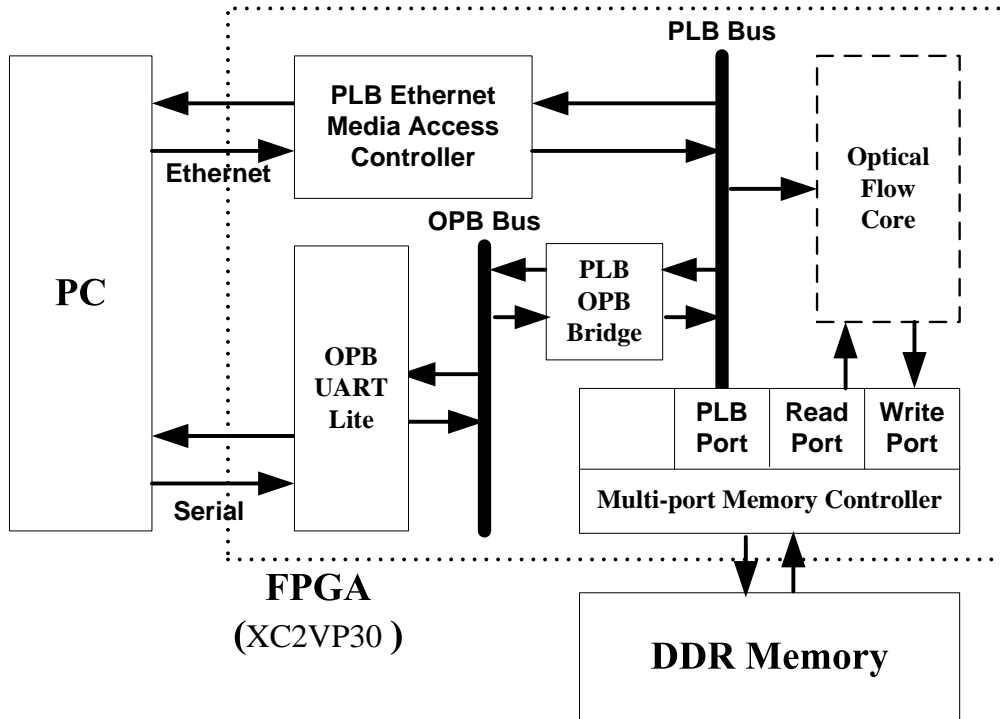 PLB Bus
PC
PLB Ethernet
Media Access
Controller
Ethernet
Optical
Flow
Core
OPB Bus
PLB
OPB
Bridge
OPB
UART
Lite
Serial
PLB
Port
Read
Port
Write
Port
Multi-port Memory Controller
FPGA
(XC2VP30 )
DDR Memory